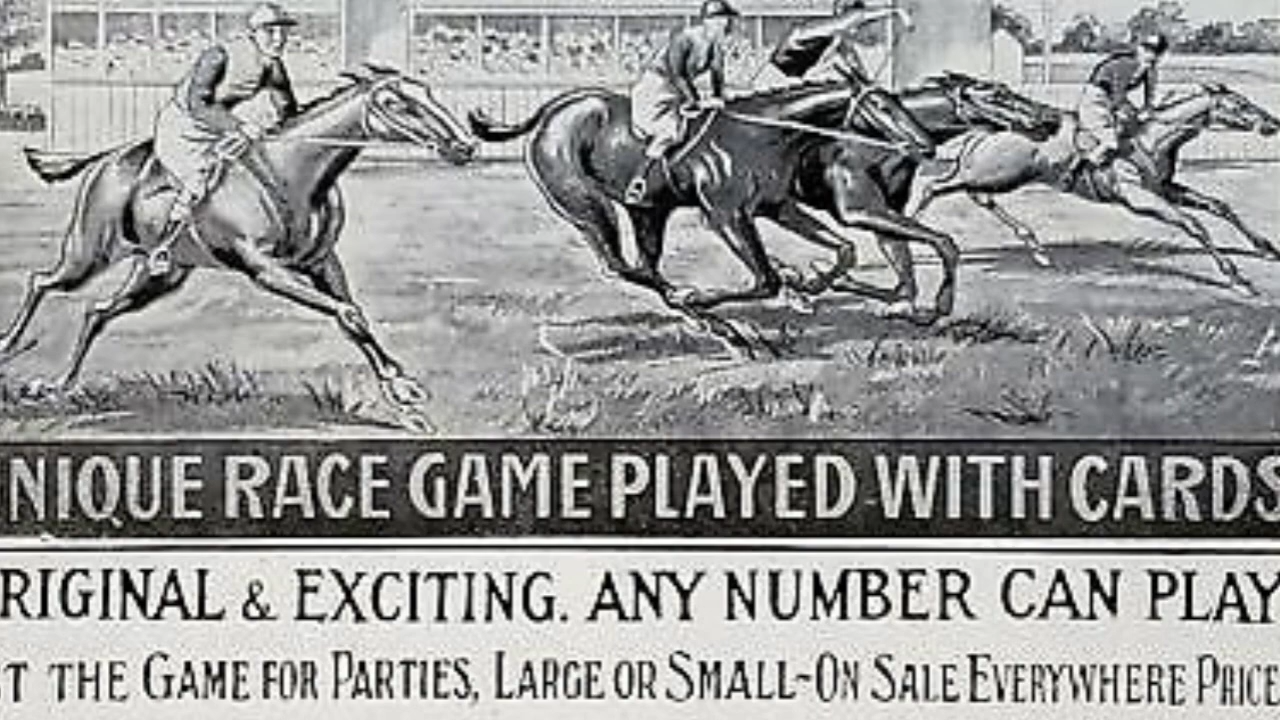 NIQUE RACE GAME PLAYED WITH CARDS
RIGINAL & EXCITING. ANY NUMBER CAN PLAY
T THE GAME FOR PARTIES, LARGE OR SMALL-ON SALE EVERYWHERE PRICE